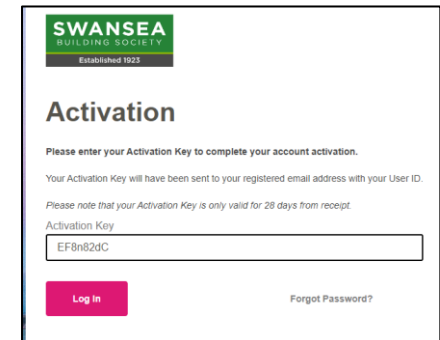 SWANSEA
BUILDING SOCIETY
Established 1923
Activation
Please enter your Activation Key to complete your account activation.
Your Activation Key will have been sent to your registered email address with your User ID.
Please note that your Activation Key is only valid for 28 days from receipt.
Activation Key
EF8n82dC
Log In Forgot Password?